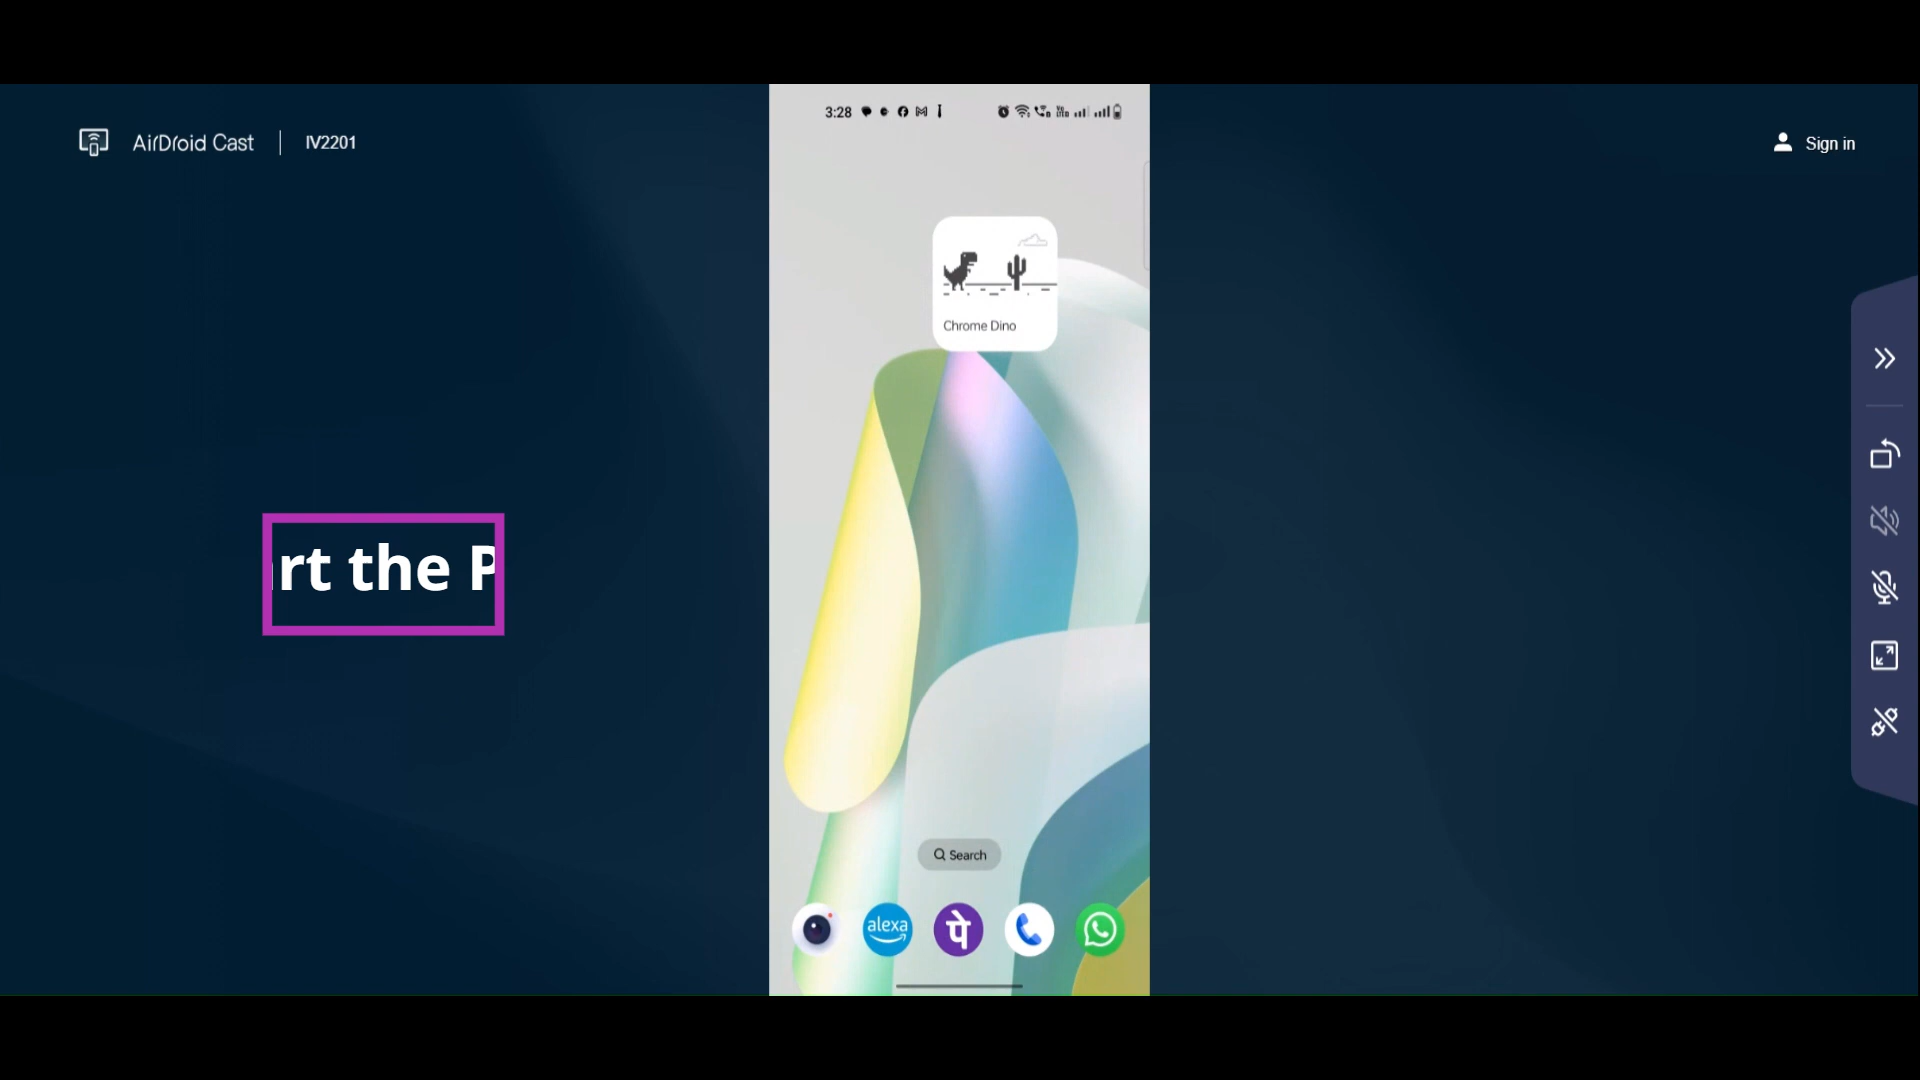 3:28
AirDroid Cast | IV2201
Sign in
Chrome Dino
rt the P
Search
alexa
पे